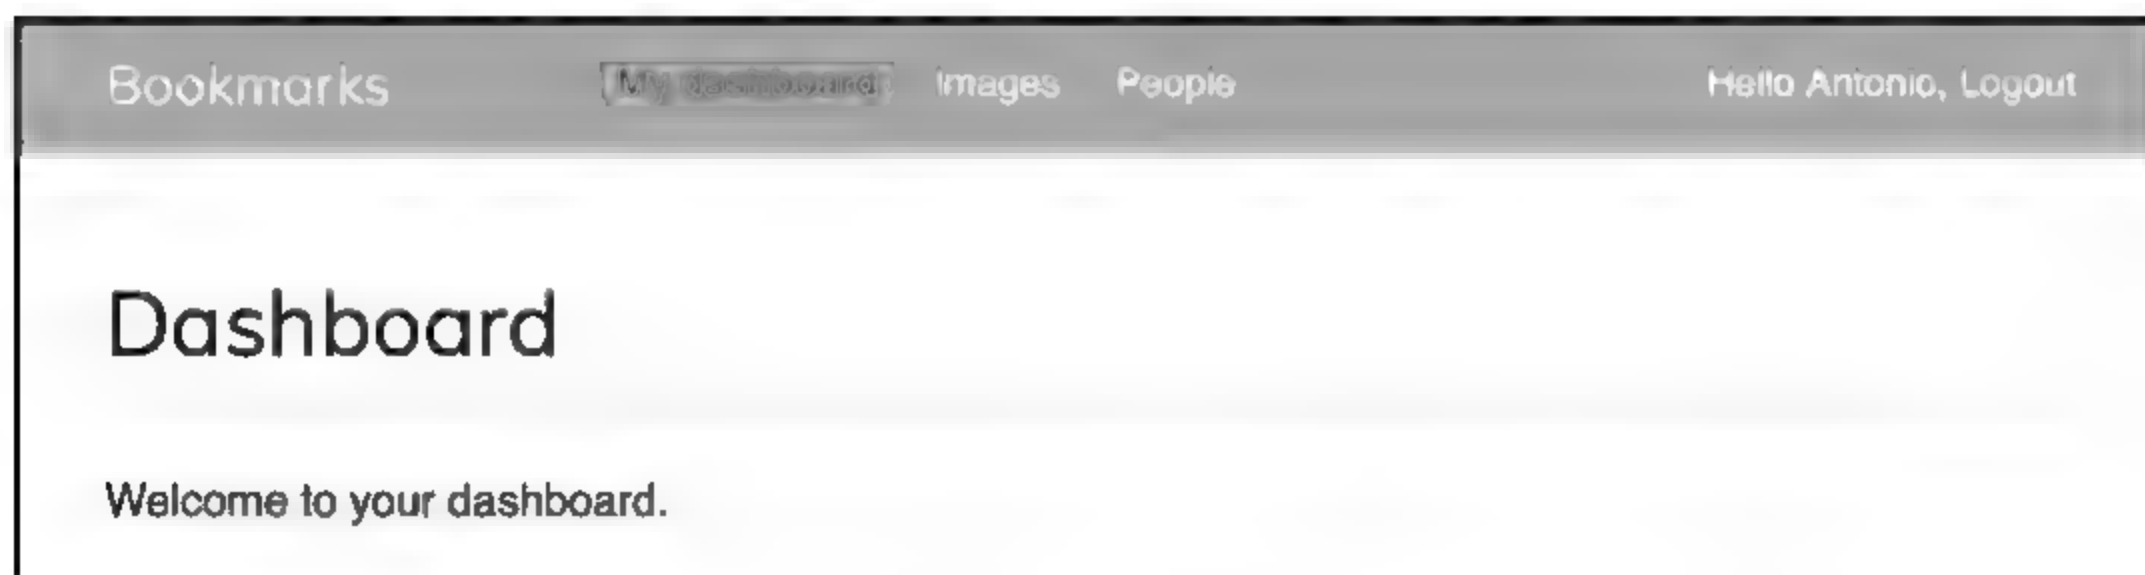 Bookmarks My dashboard Images People Hello Antonio, Logout
Dashboard
Welcome to your dashboard.